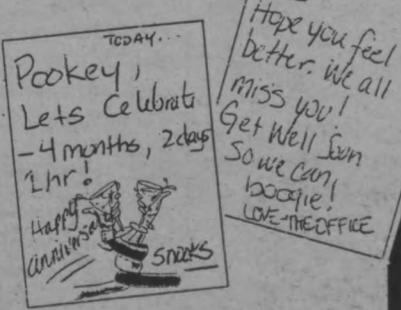 TODAY...
Pookey,
Lets Celebrate
- 4 months, 2 days
1 hr!
Happy
anniversary
Snooks
Hope you feel
better. We all
miss you!
Get Well Soon
So we can
boogie!
LOVE-THE OFFICE